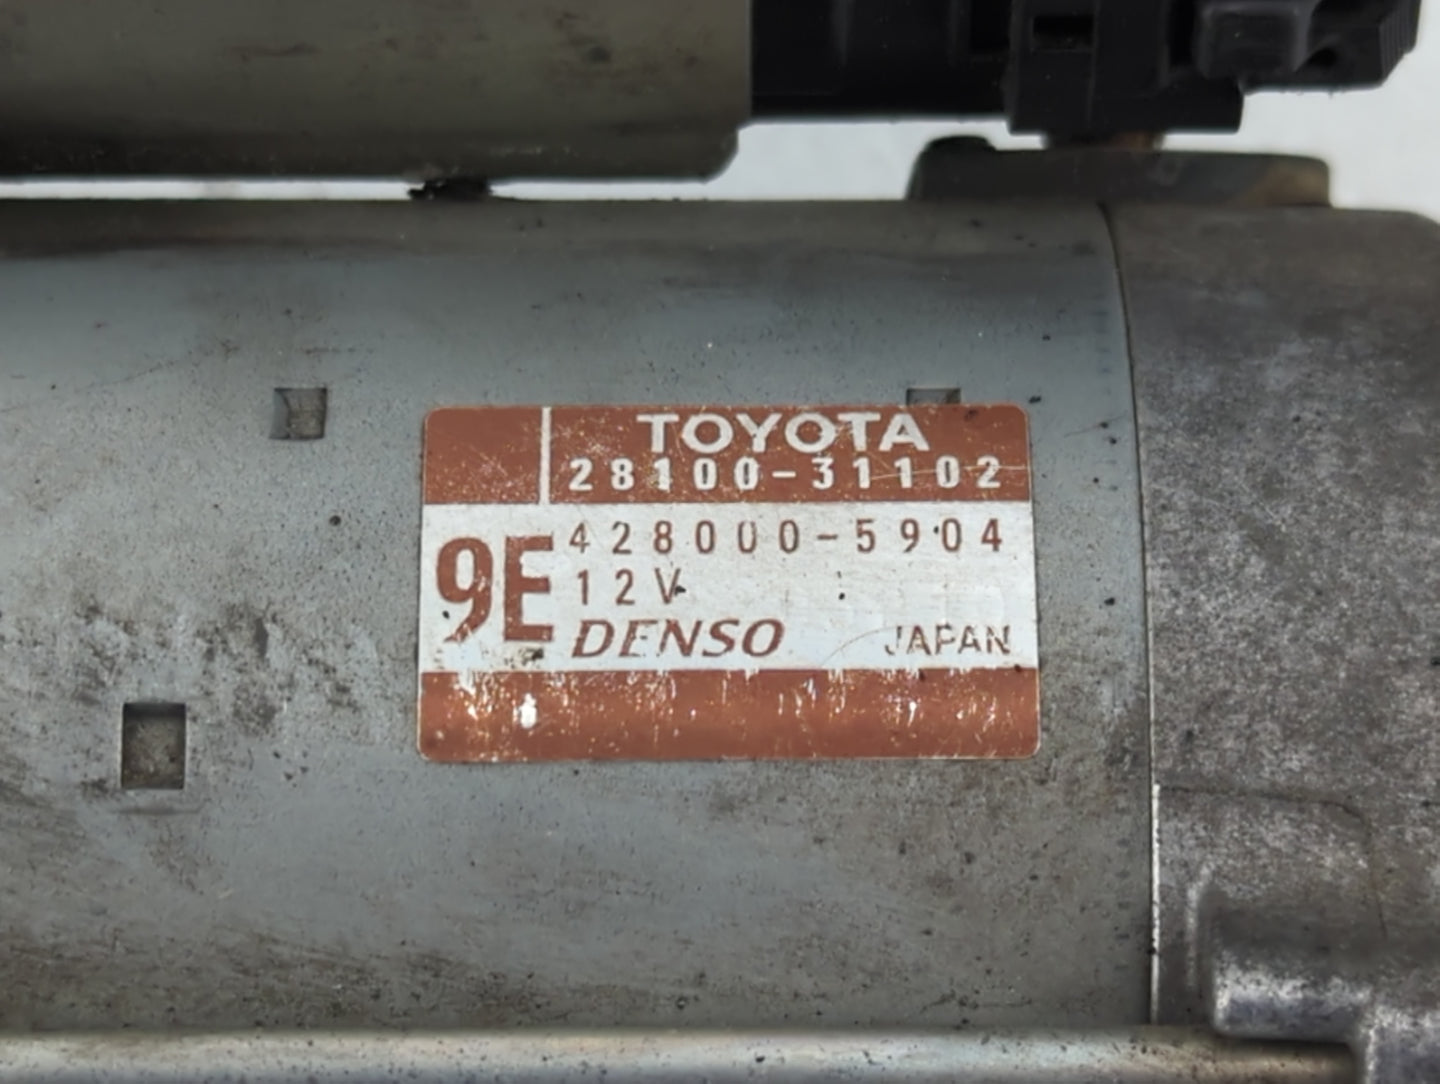 TOYOTA
28100-31102
9E
428000-5904
12V
DENSO JAPAN